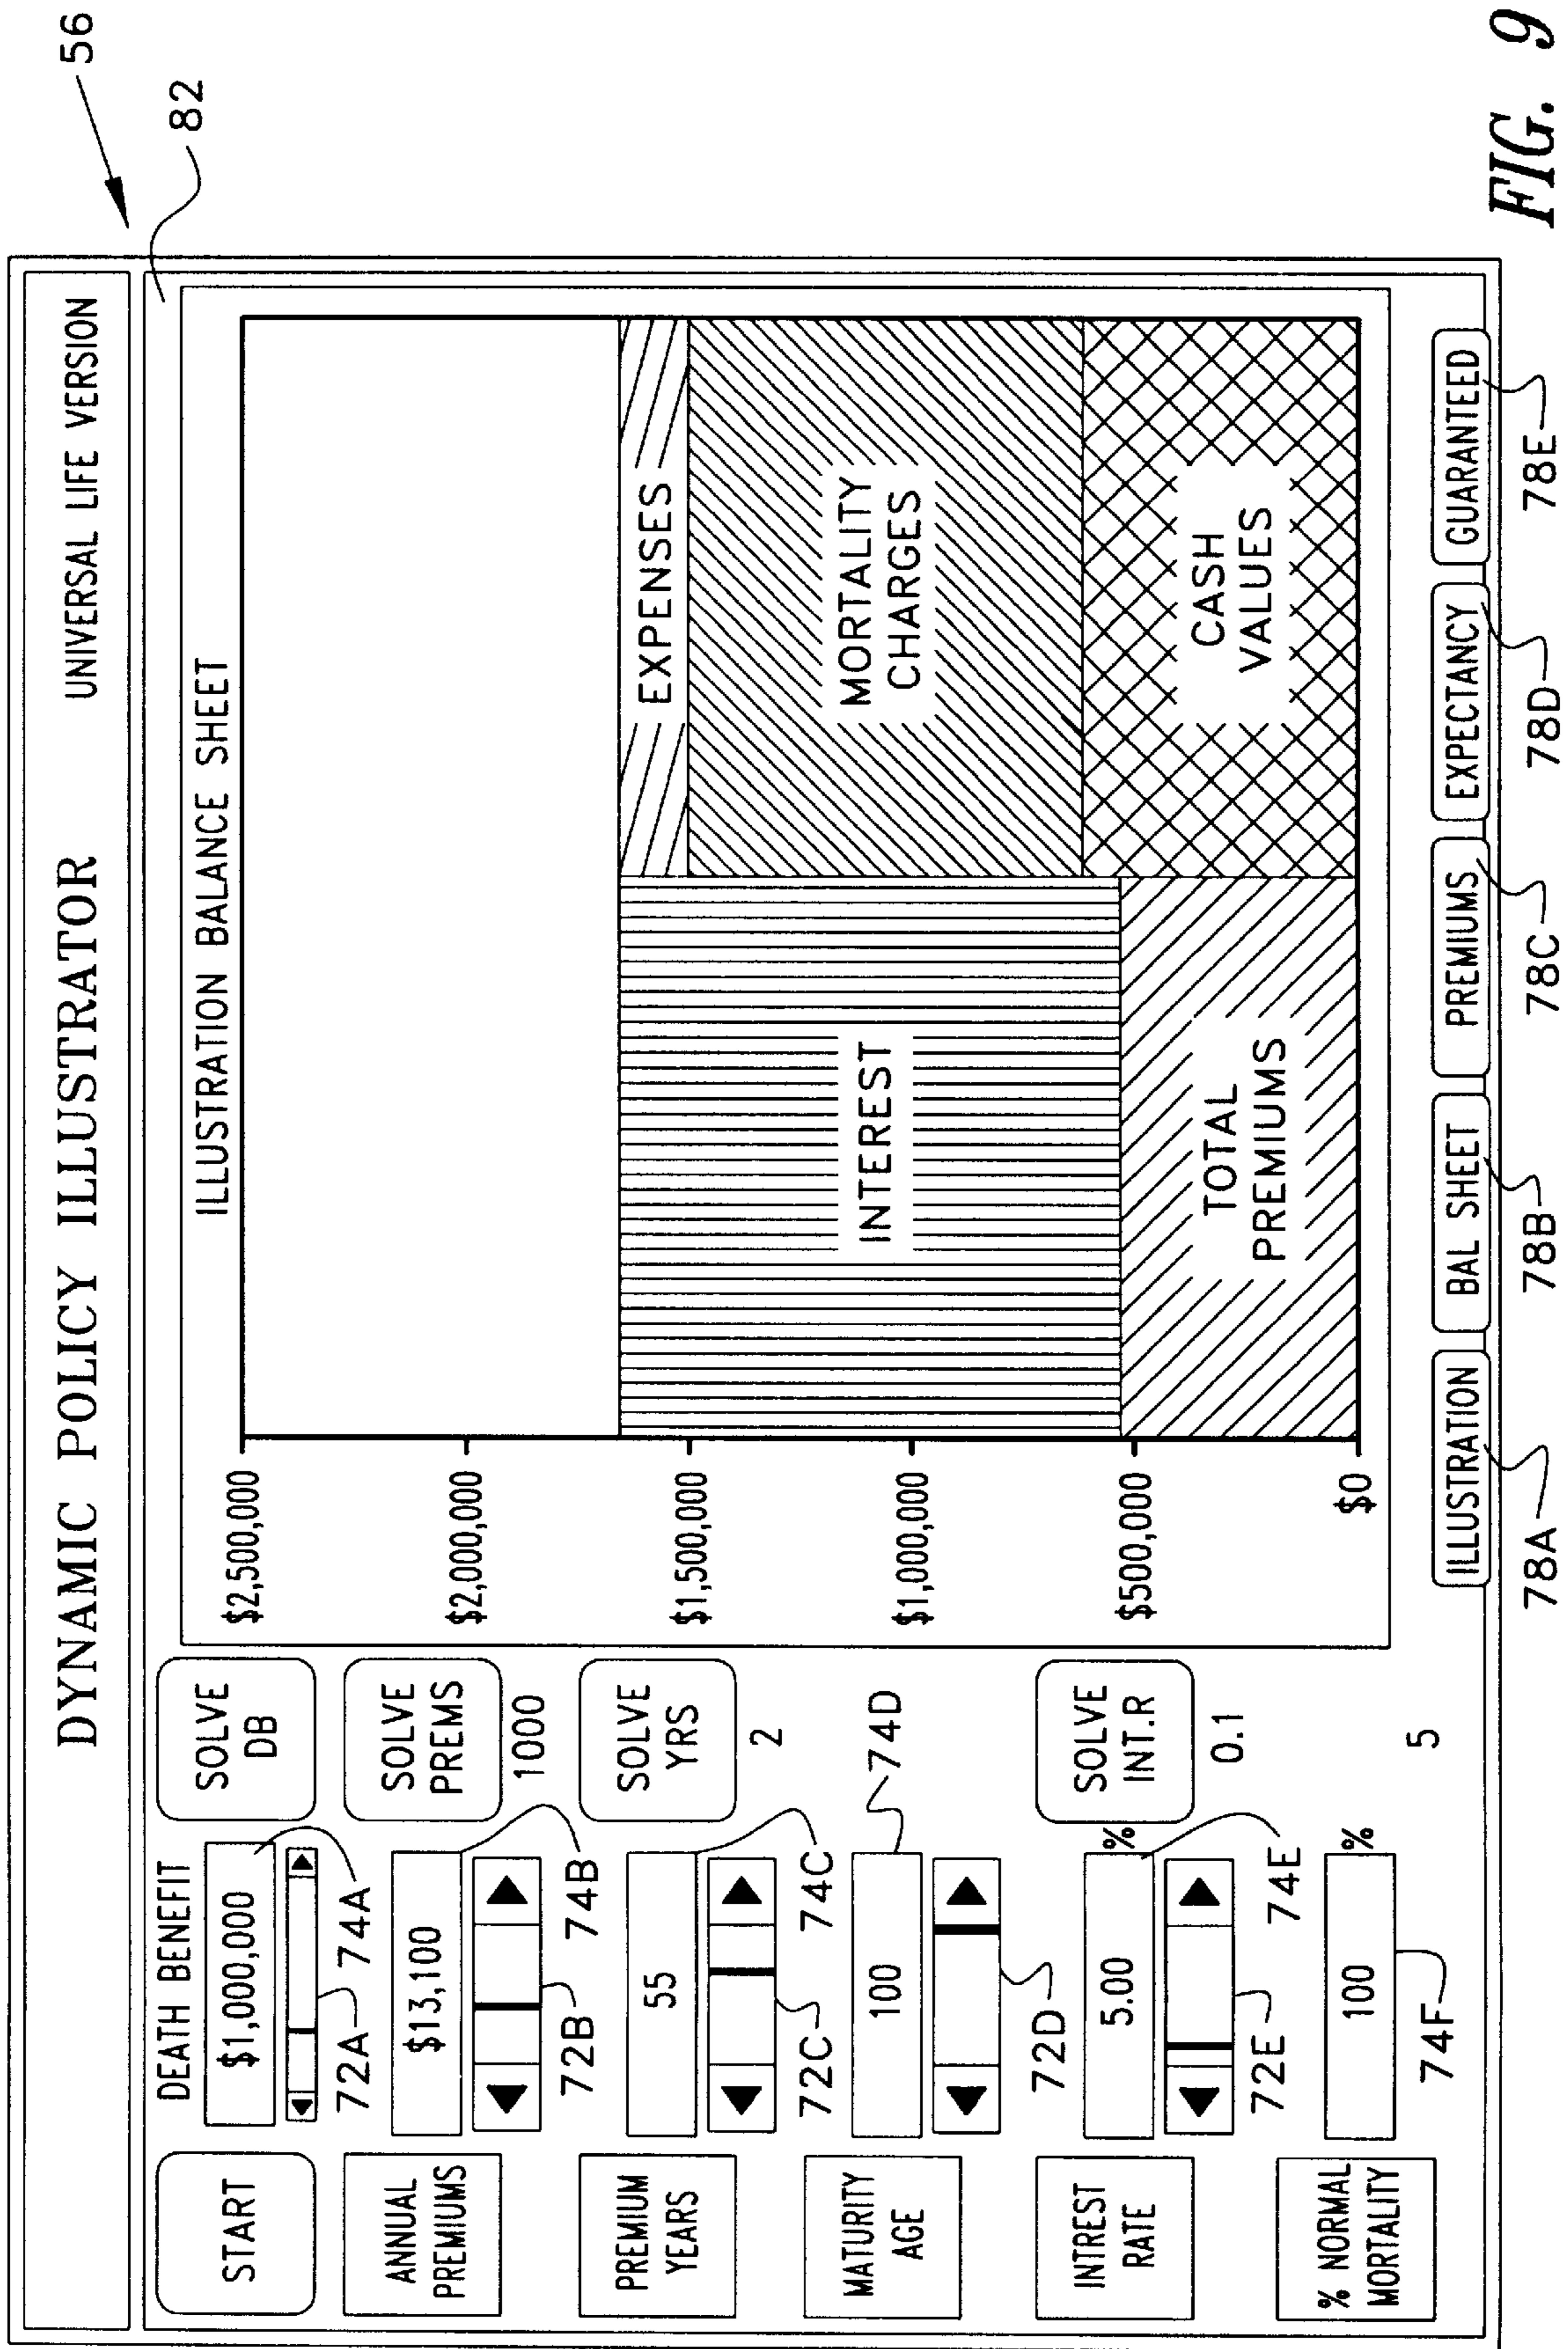 DYNAMIC POLICY ILLUSTRATOR
UNIVERSAL LIFE VERSION
56
82
START
DEATH BENEFIT
$1,000,000
72A
74A
SOLVE
DB
ANNUAL
PREMIUMS
$13,100
72B
74B
SOLVE
PREMS
1000
PREMIUM
YEARS
55
72C
74C
SOLVE
YRS
2
MATURITY
AGE
100
72D
74D
INTREST
RATE
5.00
%
72E
74E
SOLVE
INT.R
0.1
% NORMAL
MORTALITY
100
%
74F
5
ILLUSTRATION BALANCE SHEET
$2,500,000
$2,000,000
$1,500,000
$1,000,000
$500,000
$0
INTEREST
TOTAL
PREMIUMS
EXPENSES
MORTALITY
CHARGES
CASH
VALUES
ILLUSTRATION
BAL SHEET
PREMIUMS
EXPECTANCY
GUARANTEED
78A
78B
78C
78D
78E
FIG. 9